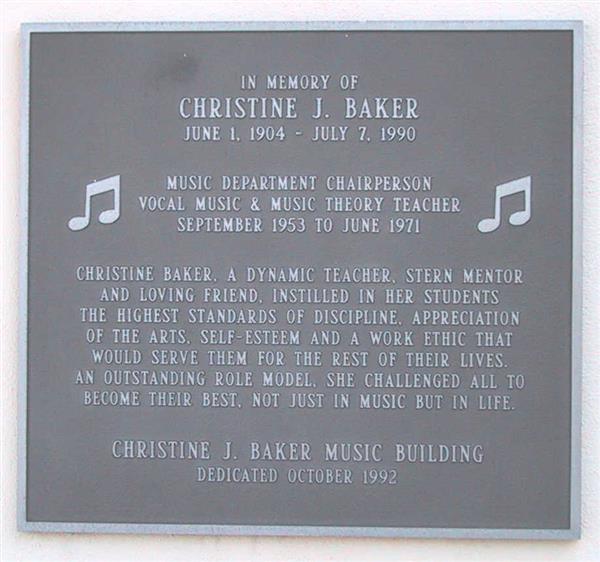 IN MEMORY OF
CHRISTINE J. BAKER
JUNE 1, 1904 - JULY 7, 1990
MUSIC DEPARTMENT CHAIRPERSON
VOCAL MUSIC & MUSIC THEORY TEACHER
SEPTEMBER 1953 TO JUNE 1971
CHRISTINE BAKER, A DYNAMIC TEACHER, STERN MENTOR
AND LOVING FRIEND, INSTILLED IN HER STUDENTS
THE HIGHEST STANDARDS OF DISCIPLINE, APPRECIATION
OF THE ARTS, SELF-ESTEEM AND A WORK ETHIC THAT
WOULD SERVE THEM FOR THE REST OF THEIR LIVES.
AN OUTSTANDING ROLE MODEL, SHE CHALLENGED ALL TO
BECOME THEIR BEST, NOT JUST IN MUSIC BUT IN LIFE.
CHRISTINE J. BAKER MUSIC BUILDING
DEDICATED OCTOBER 1992